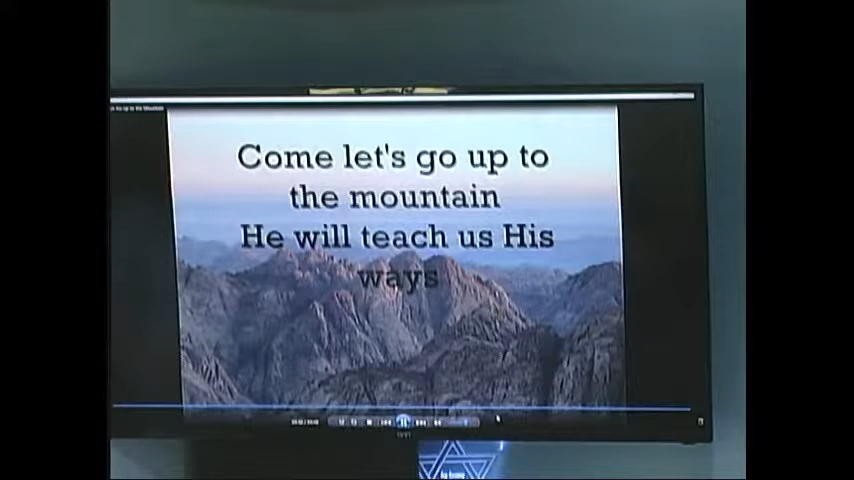 Come let's go up to
the mountain
He will teach us His
ways